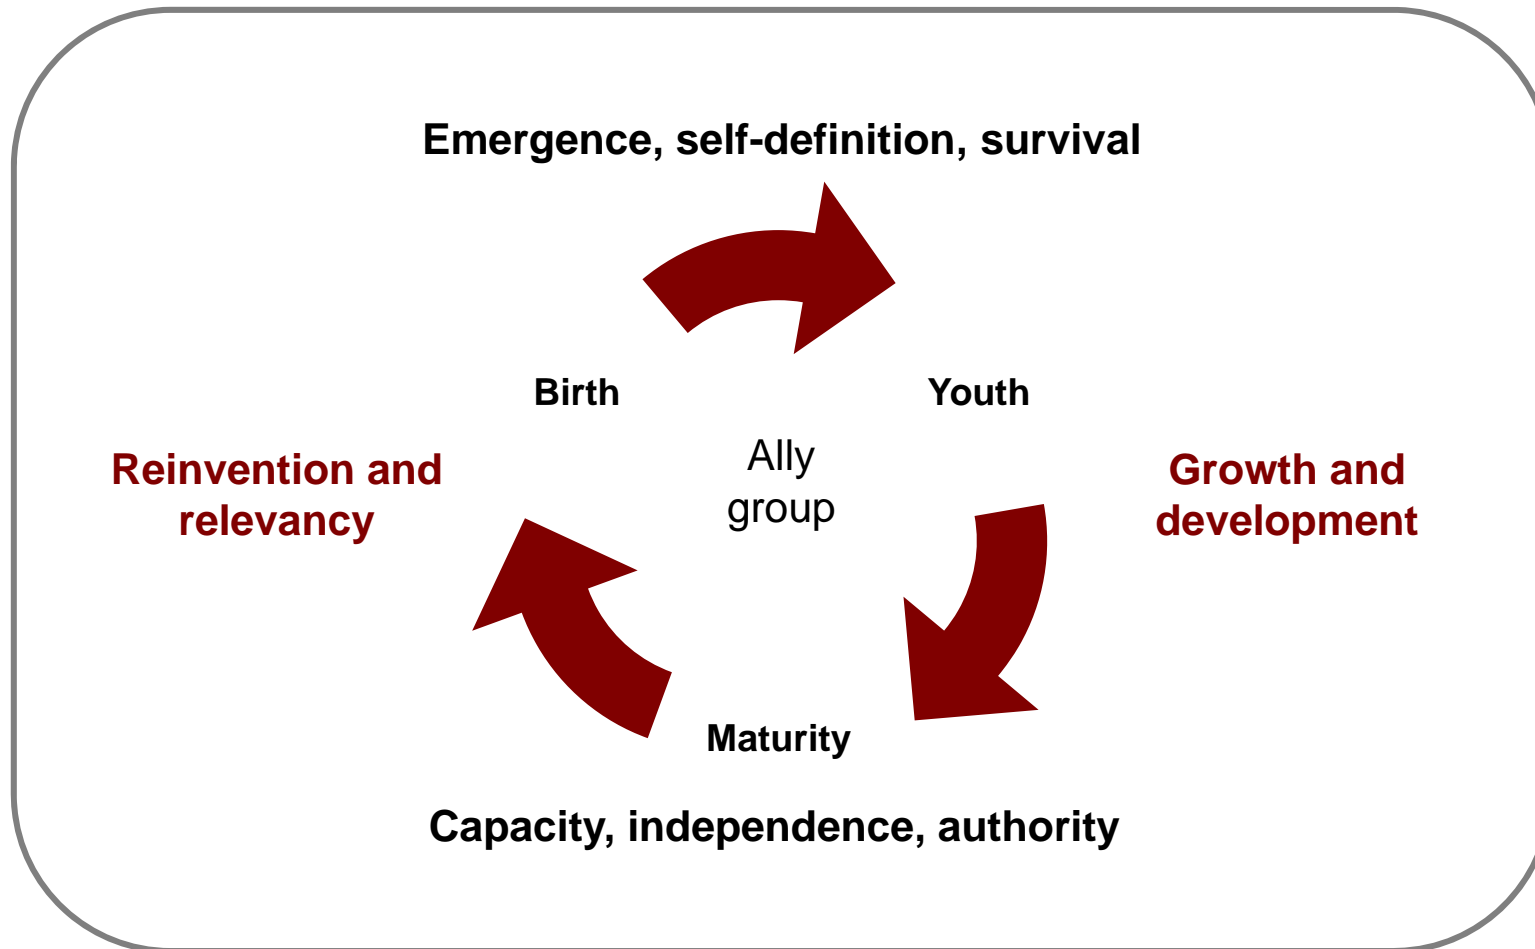 Emergence, self-definition, survival
Birth
Youth
Ally
group
Reinvention and
relevancy
Growth and
development
Maturity
Capacity, independence, authority